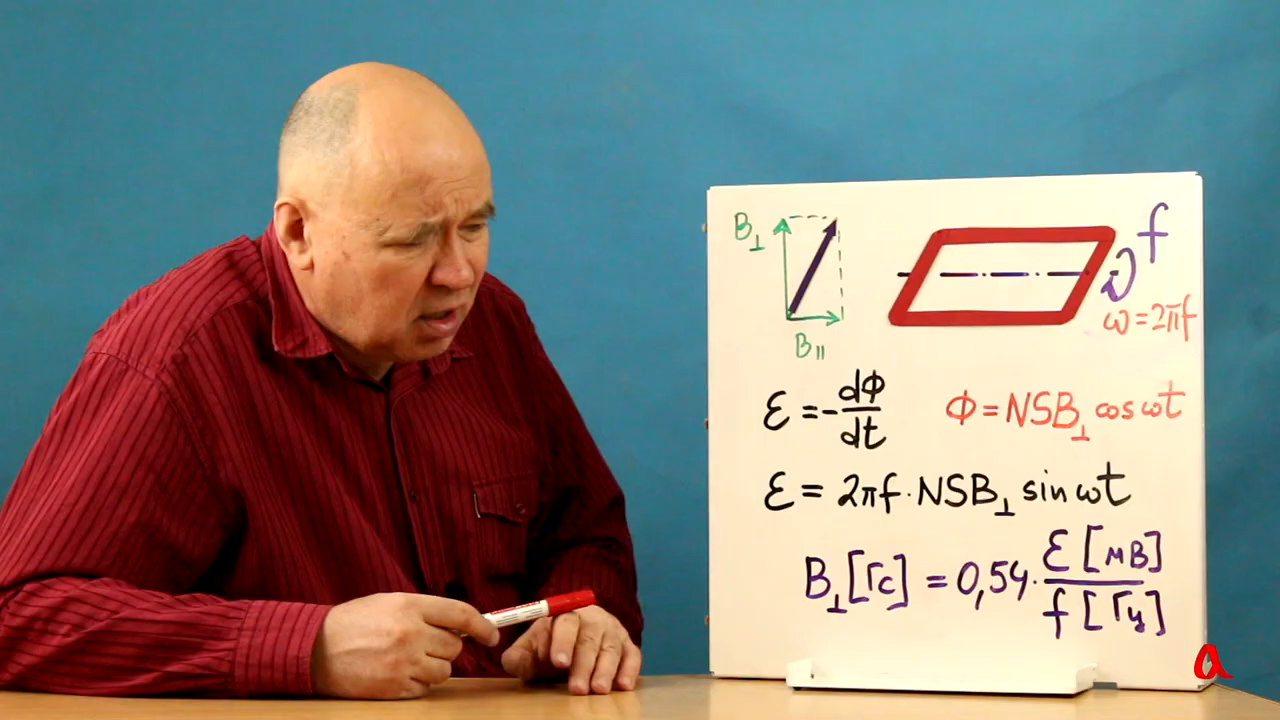 B⊥
B||
f
ω = 2πf
ℰ = - dΦ/dt
Φ = NSB⊥ cos ωt
ℰ = 2πf · NSB⊥ sin ωt
B⊥ [Гс] = 0,54 · ℰ [мВ] / f [Гц]
a